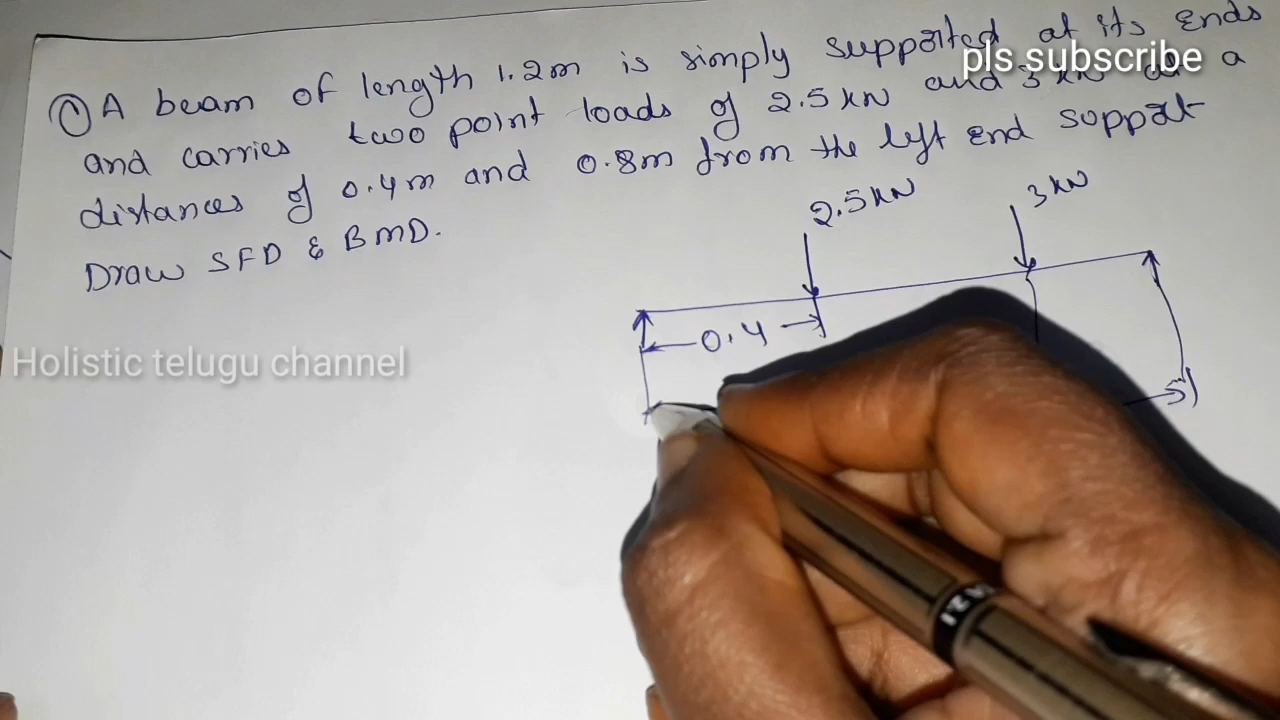 ① A beam of length 1.2m is simply supported at its ends
pls subscribe
and carries two point loads of 2.5 KN and 3 KN at a
distances of 0.4m and 0.8m from the left end support
Draw SFD & BMD.
2.5 KN
3 KN
0.4
Holistic telugu channel